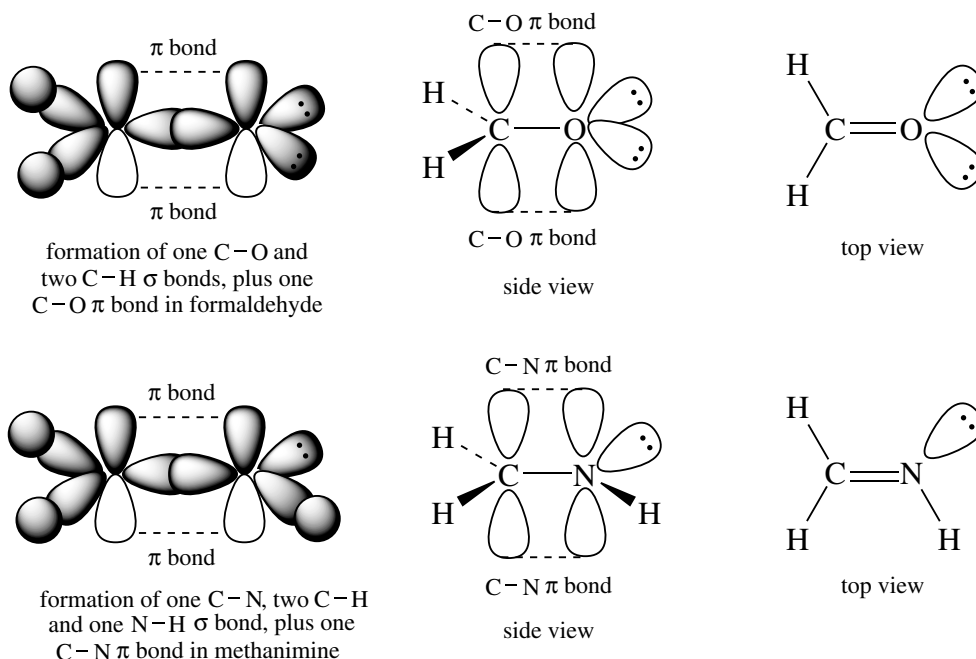 π bond
π bond
formation of one C–O and
two C–H σ bonds, plus one
C–O π bond in formaldehyde
C–O π bond
H
C
O
H
C–O π bond
side view
H
C
O
H
top view
π bond
π bond
formation of one C–N, two C–H
and one N–H σ bond, plus one
C–N π bond in methanimine
C–N π bond
H
C
N
H
H
C–N π bond
side view
H
C
N
H
H
top view